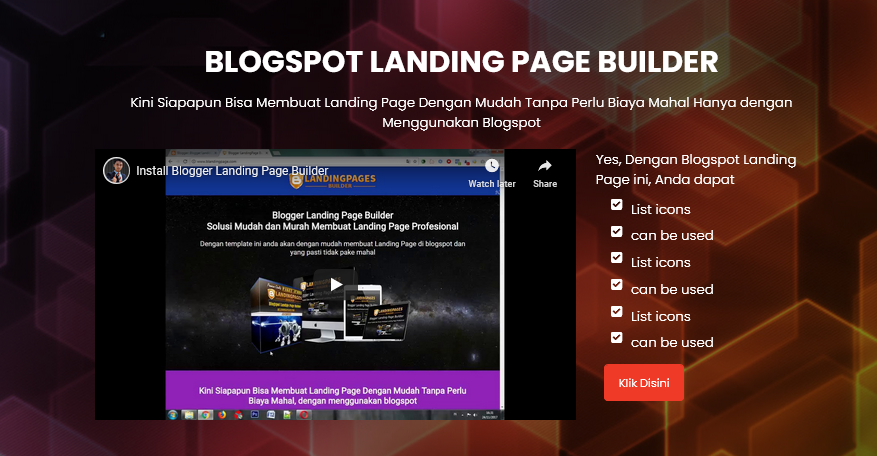 BLOGSPOT LANDING PAGE BUILDER
Kini Siapapun Bisa Membuat Landing Page Dengan Mudah Tanpa Perlu Biaya Mahal Hanya dengan
Menggunakan Blogspot
Install Blogger Landing Page Builder
Watch later
Share
LANDINGPAGES
BUILDER
Blogger Landing Page Builder
Solusi Mudah dan Murah Membuat Landing Page Profesional
Dengan template ini anda akan dengan mudah membuat Landing Page di blogspot dan
yang pasti tidak pake mahal
Kini Siapapun Bisa Membuat Landing Page Dengan Mudah Tanpa Perlu
Biaya Mahal, dengan menggunakan blogspot
Yes, Dengan Blogspot Landing
Page ini, Anda dapat
List icons
can be used
List icons
can be used
List icons
can be used
Klik Disini